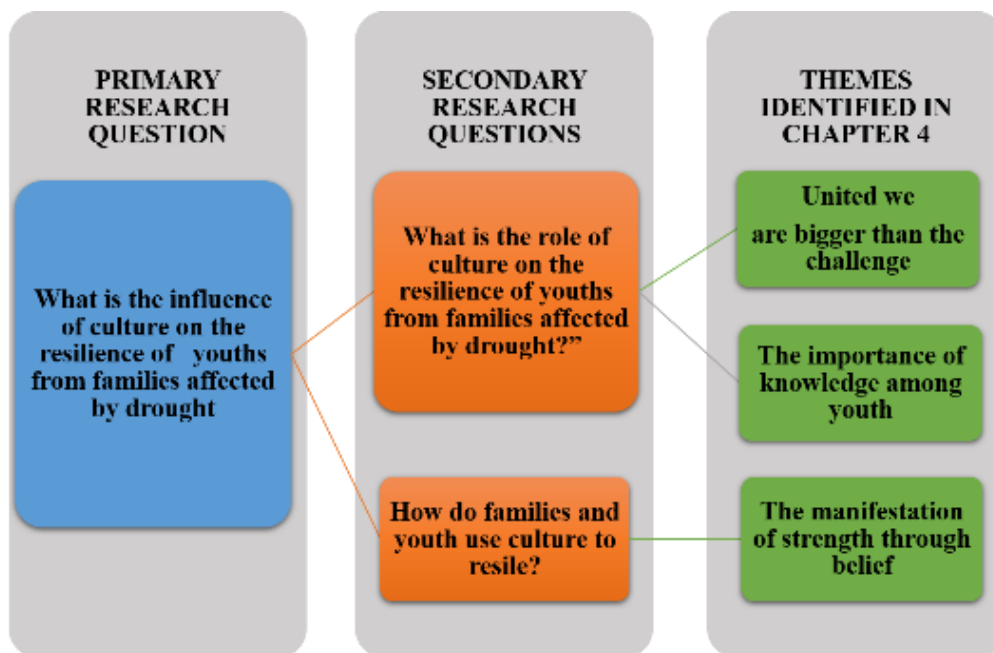 PRIMARY
RESEARCH
QUESTION
What is the influence
of culture on the
resilience of youths
from families affected
by drought
SECONDARY
RESEARCH
QUESTIONS
What is the role of
culture on the
resilience of youths
from families affected
by drought?”
How do families and
youth use culture to
resile?
THEMES
IDENTIFIED IN
CHAPTER 4
United we
are bigger than the
challenge
The importance of
knowledge among
youth
The manifestation
of strength through
belief